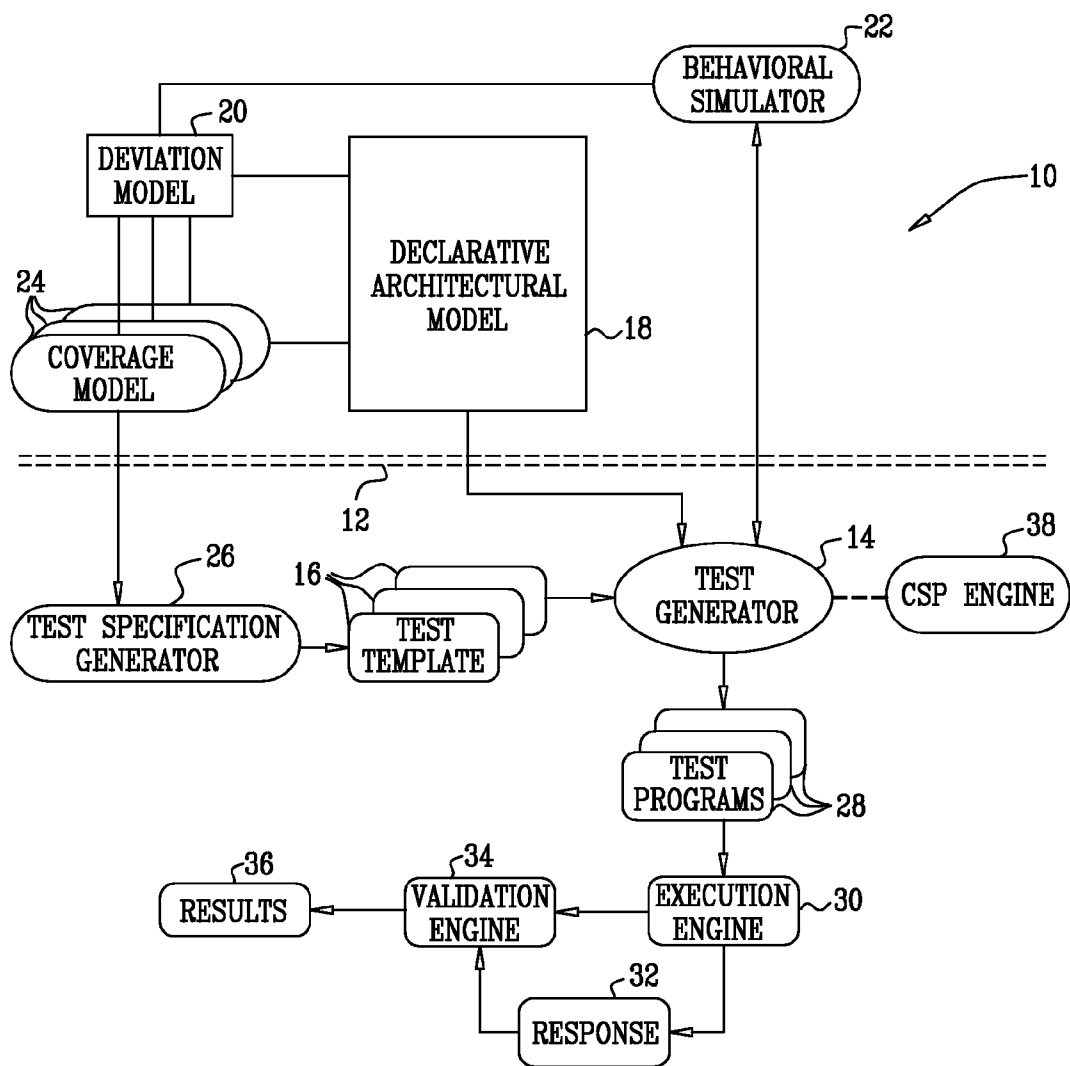 22
BEHAVIORAL
SIMULATOR
20
DEVIATION
MODEL
10
DECLARATIVE
ARCHITECTURAL
MODEL
18
24
COVERAGE
MODEL
12
26
TEST SPECIFICATION
GENERATOR
16
TEST
TEMPLATE
14
TEST
GENERATOR
38
CSP ENGINE
TEST
PROGRAMS
28
36
RESULTS
34
VALIDATION
ENGINE
EXECUTION
ENGINE
30
32
RESPONSE